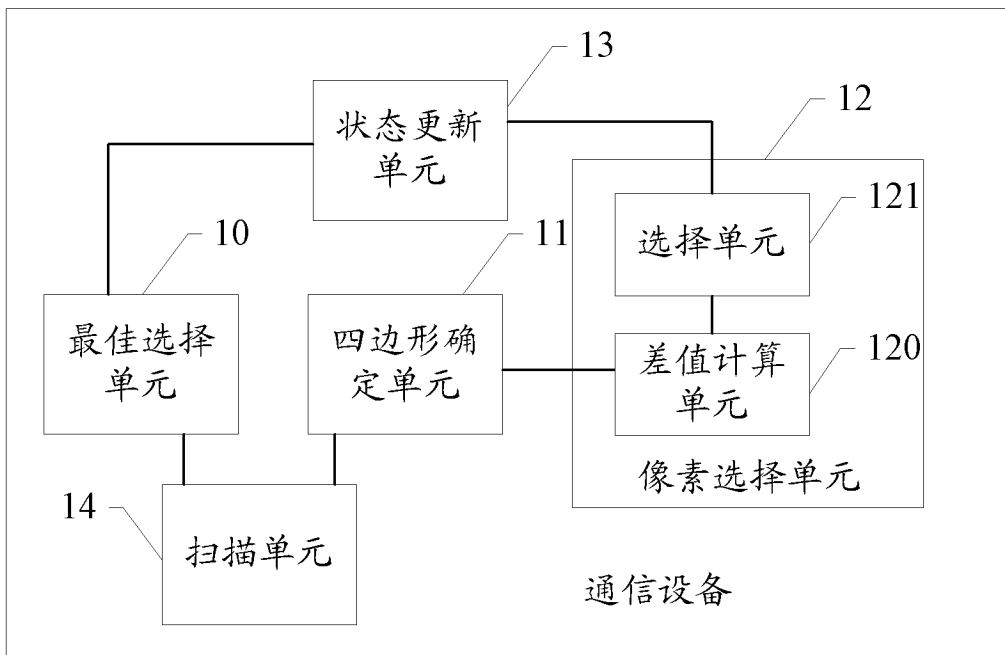 13
状态更新
单元
12
121
选择单元
10
最佳选择
单元
11
四边形确
定单元
120
差值计算
单元
像素选择单元
14
扫描单元
通信设备